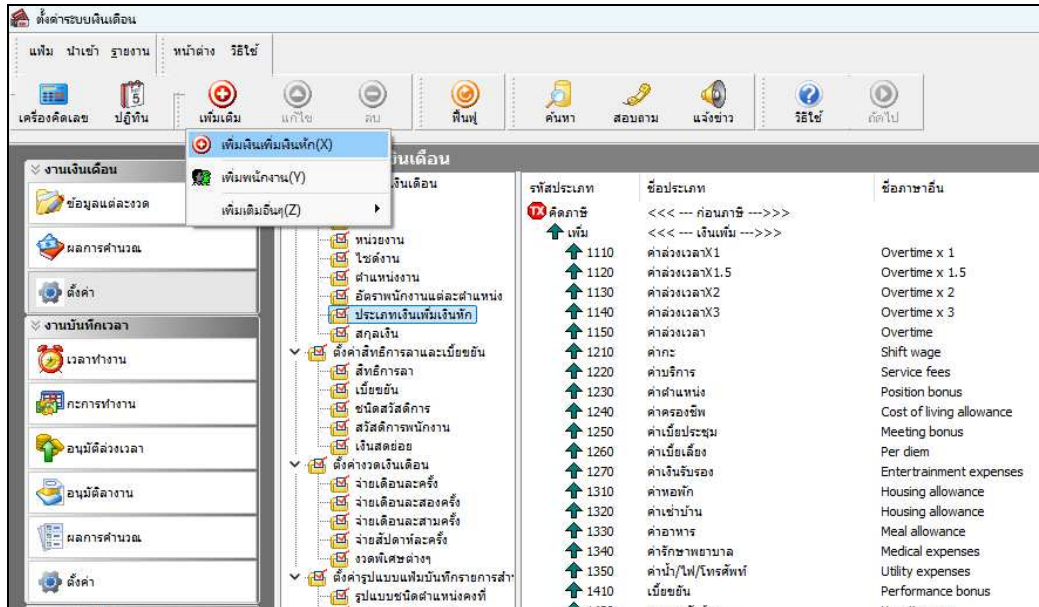 ตั้งค่าระบบเงินเดือน
แฟ้ม นำเข้า รายงาน หน้าต่าง วิธีใช้
เครื่องคิดเลข ปฏิทิน เพิ่มเติม แก้ไข ลบ ฟื้นฟู ค้นหา สอบถาม แจ้งข่าว วิธีใช้ ถัดไป
เพิ่มเงินเพิ่มเงินหัก(X)
เพิ่มพนักงาน(Y)
เพิ่มเติมอื่นๆ(Z)
งานเงินเดือน
ข้อมูลแต่ละงวด
ผลการคำนวณ
ตั้งค่า
งานบันทึกเวลา
เวลาทำงาน
กะการทำงาน
อนุมัติล่วงเวลา
อนุมัติลางาน
ผลการคำนวณ
ตั้งค่า
เงินเดือน
เงินเดือน
หน่วยงาน
ไซด์งาน
ตำแหน่งงาน
อัตราพนักงานแต่ละตำแหน่ง
ประเภทเงินเพิ่มเงินหัก
สกุลเงิน
ตั้งค่าสิทธิการลาและเบี้ยขยัน
สิทธิการลา
เบี้ยขยัน
ชนิดสวัสดิการ
สวัสดิการพนักงาน
เงินสดย่อย
ตั้งค่างวดเงินเดือน
จ่ายเดือนละครั้ง
จ่ายเดือนละสองครั้ง
จ่ายเดือนละสามครั้ง
จ่ายสัปดาห์ละครั้ง
งวดพิเศษต่างๆ
ตั้งค่ารูปแบบแฟ้มบันทึกรายการสำ
รูปแบบชนิดตำแหน่งคงที่
รหัสประเภท ชื่อประเภท ชื่อภาษาอื่น
TX คิดภาษี <<< --- ก่อนภาษี --->>>
เพิ่ม <<< --- เงินเพิ่ม --->>>
1110 ค่าล่วงเวลาX1 Overtime x 1
1120 ค่าล่วงเวลาX1.5 Overtime x 1.5
1130 ค่าล่วงเวลาX2 Overtime x 2
1140 ค่าล่วงเวลาX3 Overtime x 3
1150 ค่าล่วงเวลา Overtime
1210 ค่ากะ Shift wage
1220 ค่าบริการ Service fees
1230 ค่าตำแหน่ง Position bonus
1240 ค่าครองชีพ Cost of living allowance
1250 ค่าเบี้ยประชุม Meeting bonus
1260 ค่าเบี้ยเลี้ยง Per diem
1270 ค่าเงินรับรอง Entertrainment expenses
1310 ค่าหอพัก Housing allowance
1320 ค่าเช่าบ้าน Housing allowance
1330 ค่าอาหาร Meal allowance
1340 ค่ารักษาพยาบาล Medical expenses
1350 ค่าน้ำ/ไฟ/โทรศัพท์ Utility expenses
1410 เบี้ยขยัน Performance bonus